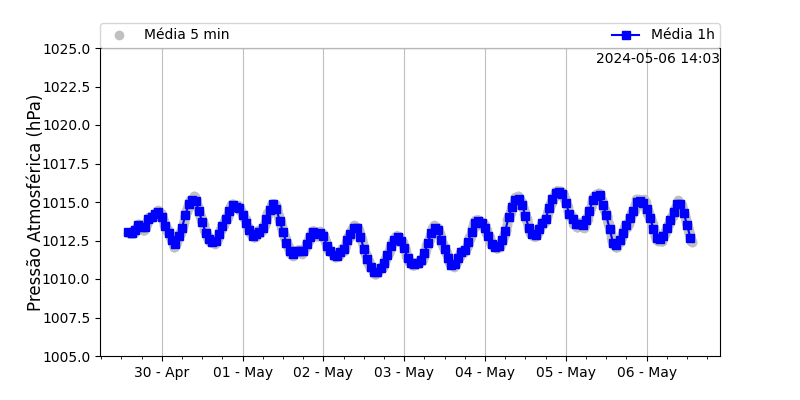 Média 5 min
Média 1h
2024-05-06 14:03
Pressão Atmosférica (hPa)
1025.0
1022.5
1020.0
1017.5
1015.0
1012.5
1010.0
1007.5
1005.0
30 - Apr
01 - May
02 - May
03 - May
04 - May
05 - May
06 - May